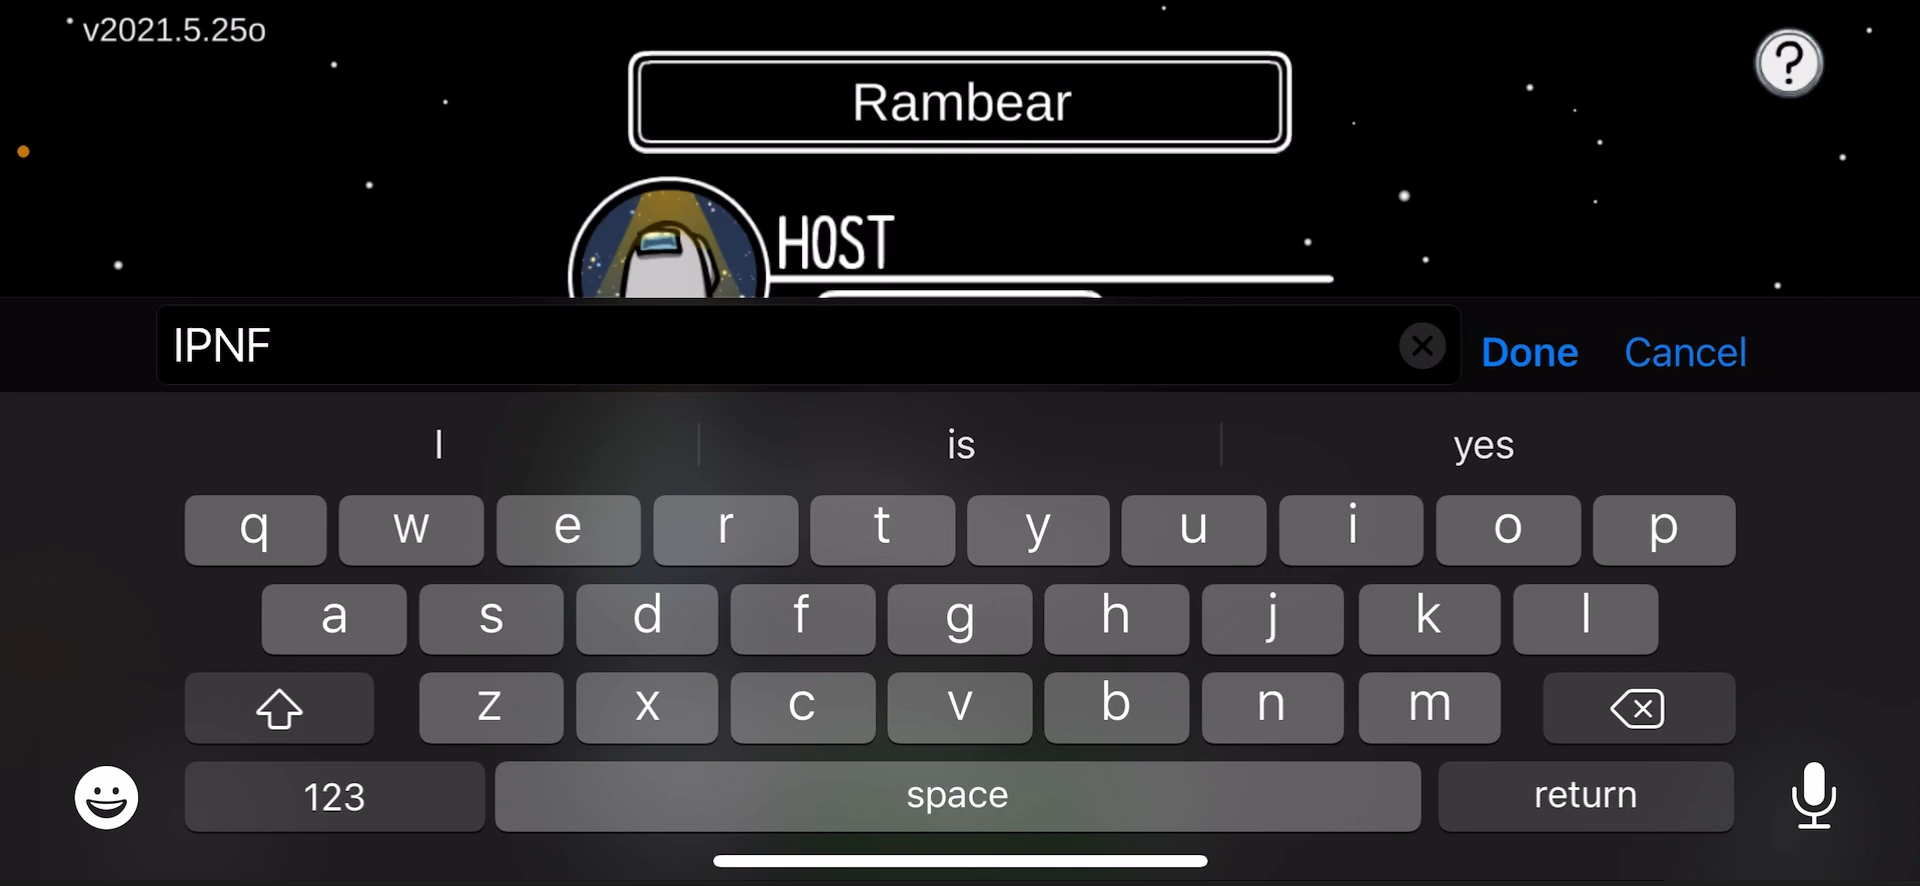 v2021.5.25o
Rambear
?
HOST
IPNF
Done Cancel
I is yes
q w e r t y u i o p
a s d f g h j k l
z x c v b n m
123 space return